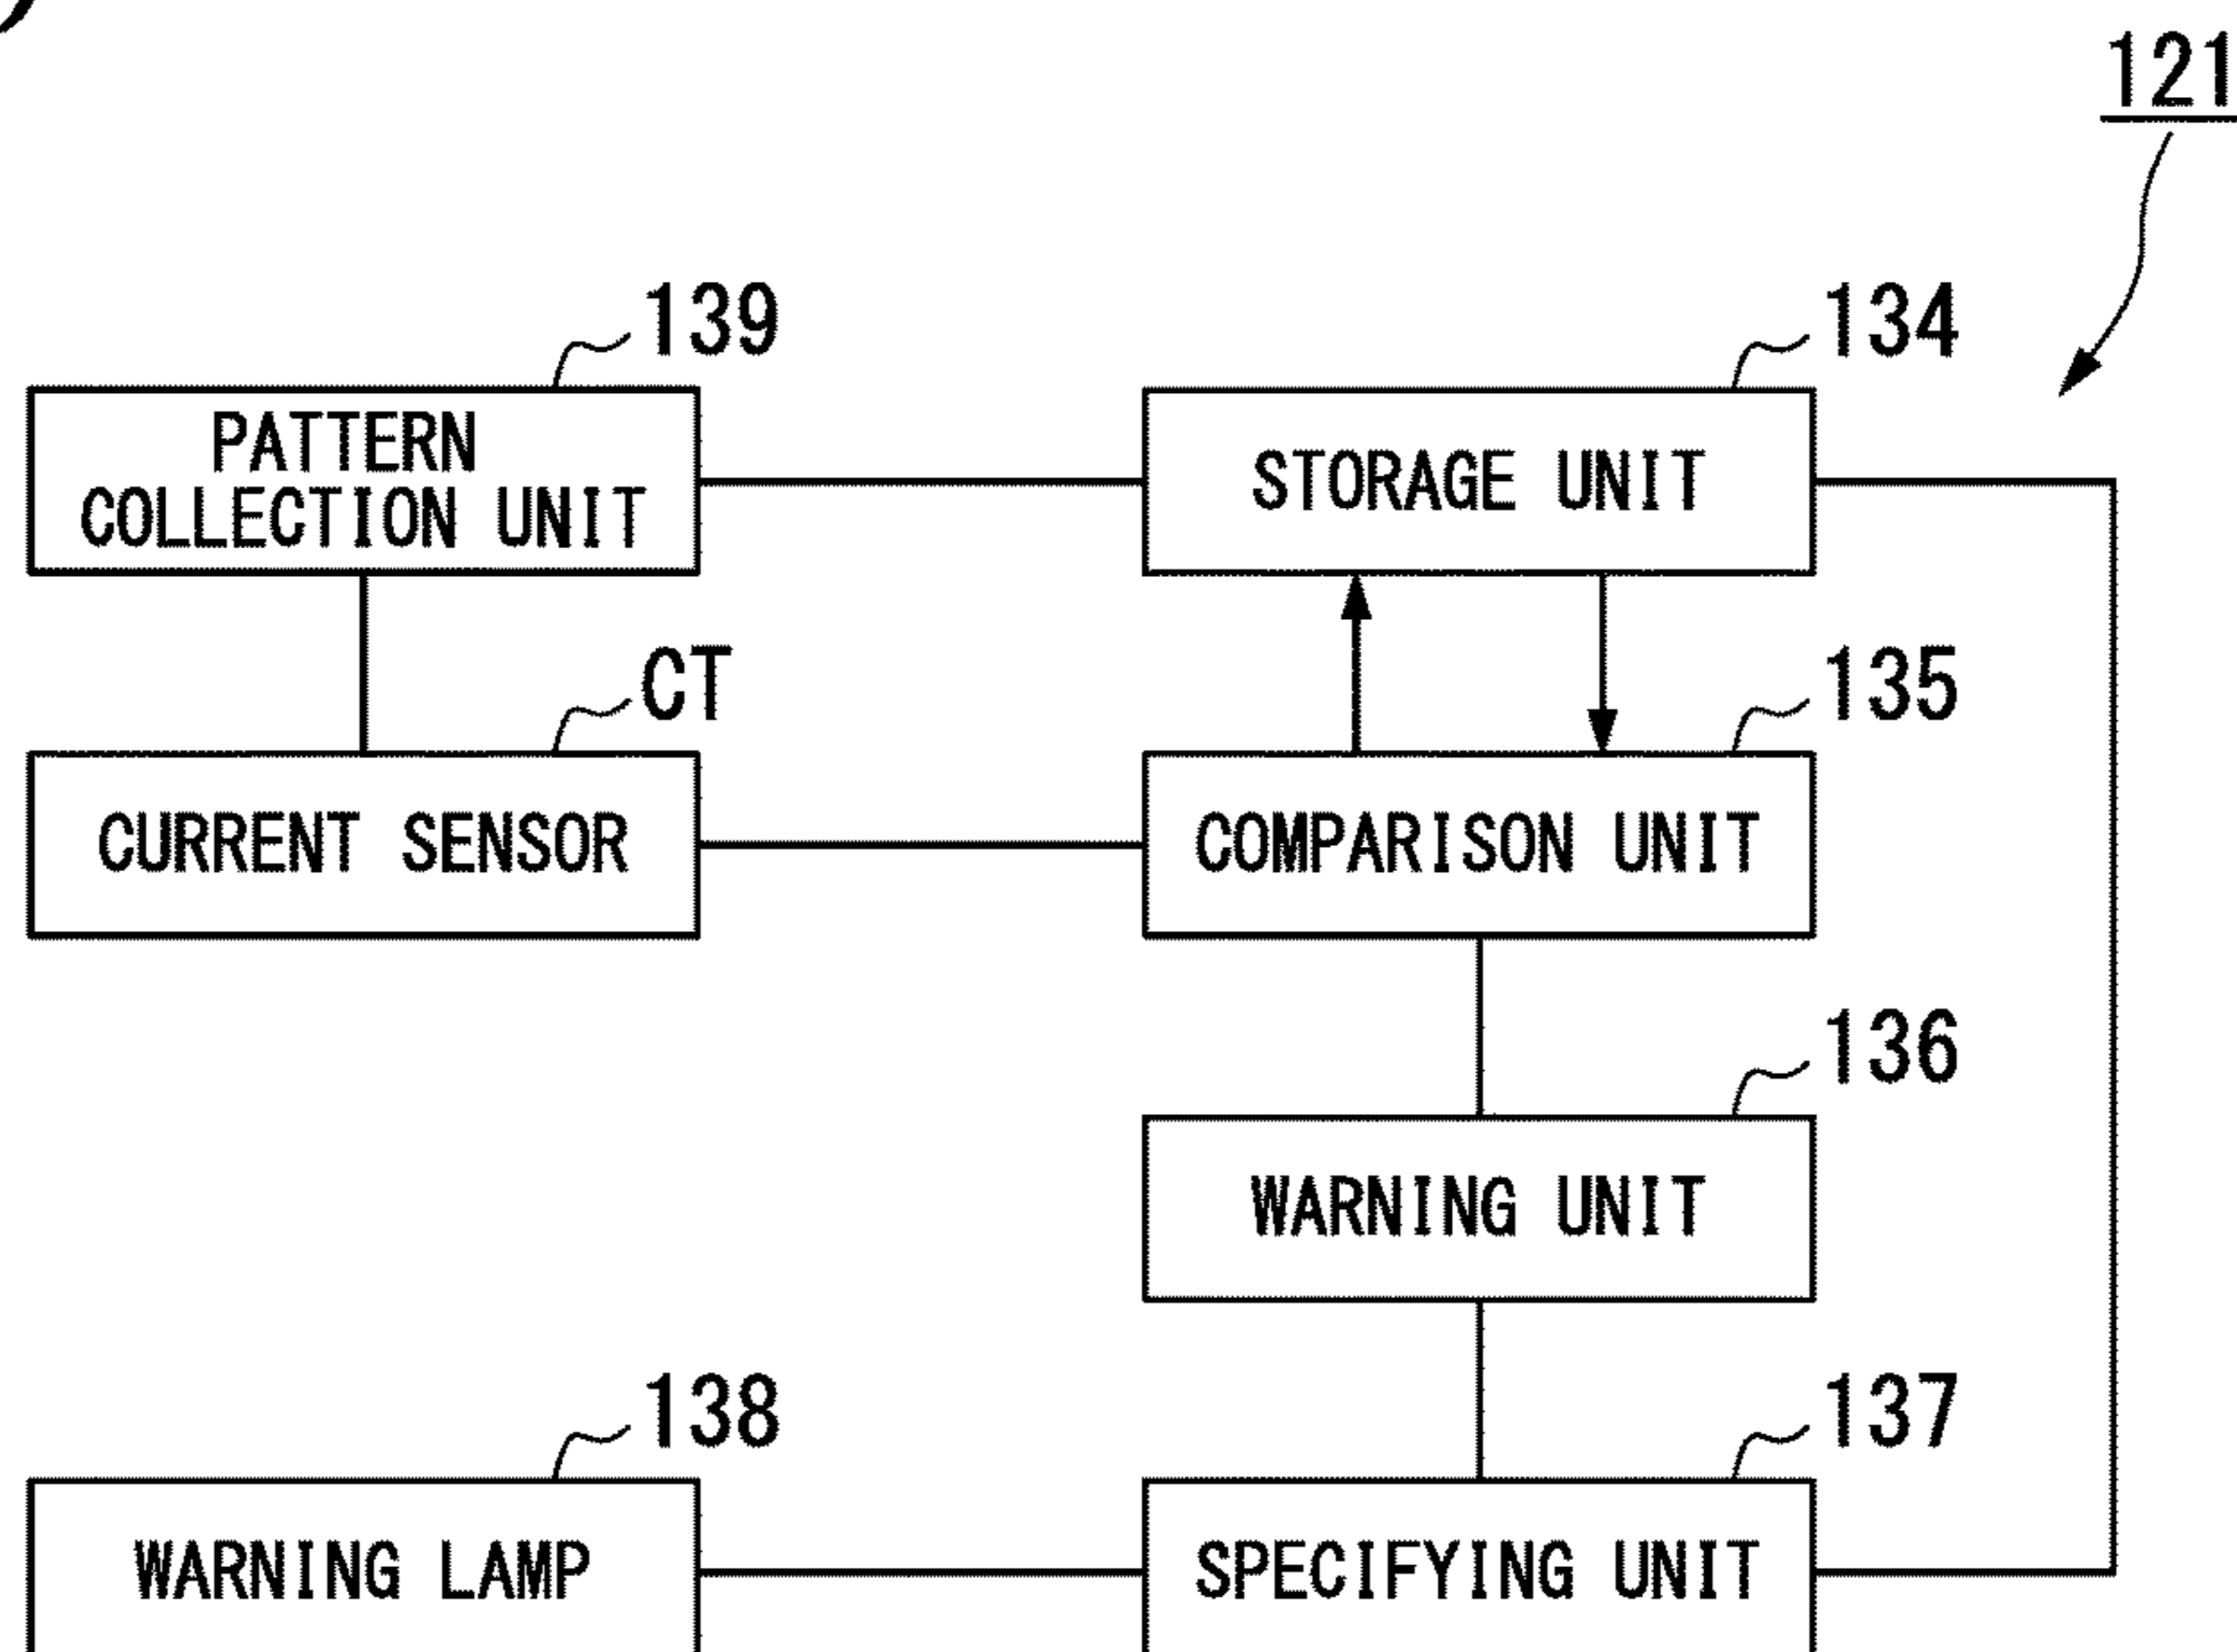 )
121
139
134
PATTERN
COLLECTION UNIT
STORAGE UNIT
CT
135
CURRENT SENSOR
COMPARISON UNIT
136
WARNING UNIT
138
137
WARNING LAMP
SPECIFYING UNIT